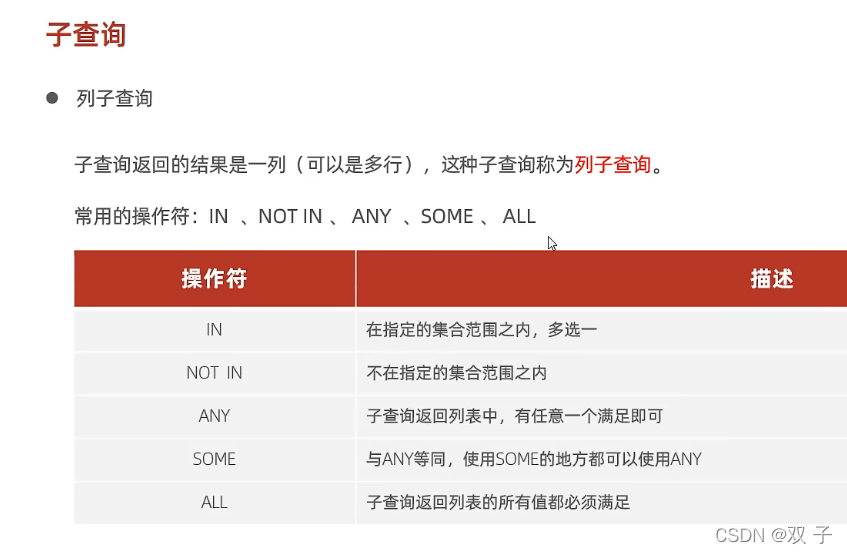 子查询
列子查询
子查询返回的结果是一列（可以是多行），这种子查询称为列子查询。
常用的操作符：IN 、NOT IN 、 ANY 、SOME 、 ALL
操作符 描述
IN 在指定的集合范围之内，多选一
NOT IN 不在指定的集合范围之内
ANY 子查询返回列表中，有任意一个满足即可
SOME 与ANY等同，使用SOME的地方都可以使用ANY
ALL 子查询返回列表的所有值都必须满足
CSDN @双 子